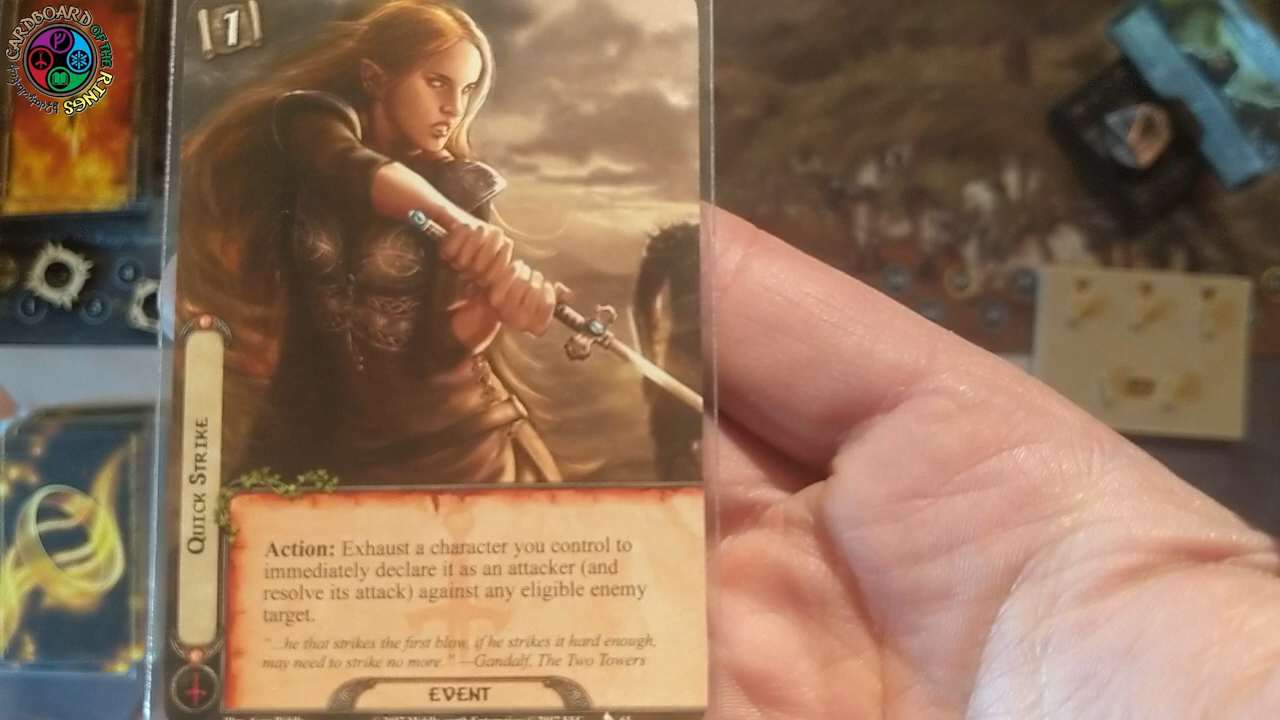 CARDBOARD OF THE RINGS
1
QUICK STRIKE
Action: Exhaust a character you control to
immediately declare it as an attacker (and
resolve its attack) against any eligible enemy
target.
"...he that strikes the first blow, if he strikes it hard enough,
may need to strike no more." —Gandalf, The Two Towers
EVENT